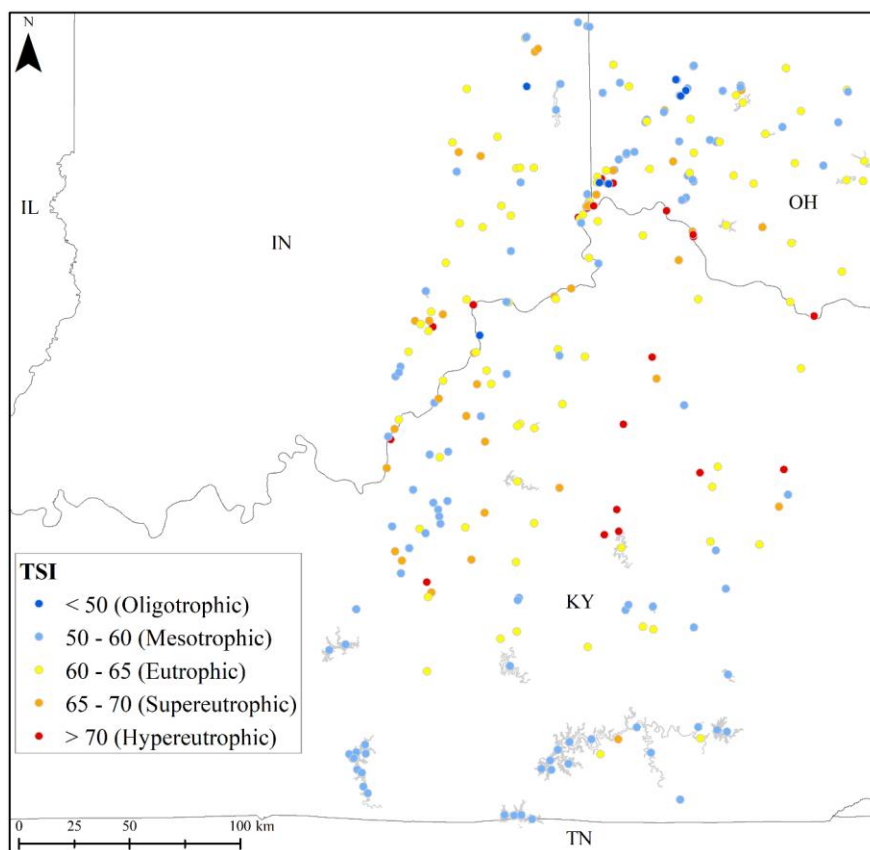 N
IL
IN
OH
TSI
< 50 (Oligotrophic)
50 - 60 (Mesotrophic)
60 - 65 (Eutrophic)
65 - 70 (Supereutrophic)
> 70 (Hypereutrophic)
KY
0 25 50 100 km
TN